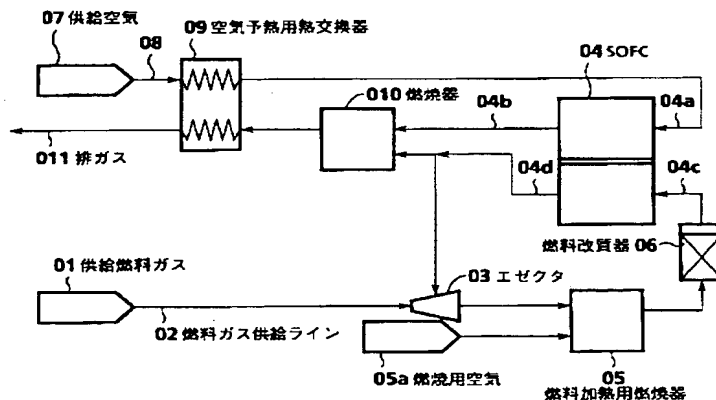 07 供給空気
08
09 空気予熱用熱交換器
04 SOFC
010 燃焼器
04b
04a
011 排ガス
04d
04c
燃料改質器 06
01 供給燃料ガス
03 エゼクタ
02 燃料ガス供給ライン
05a 燃焼用空気
05
燃料加熱用燃焼器